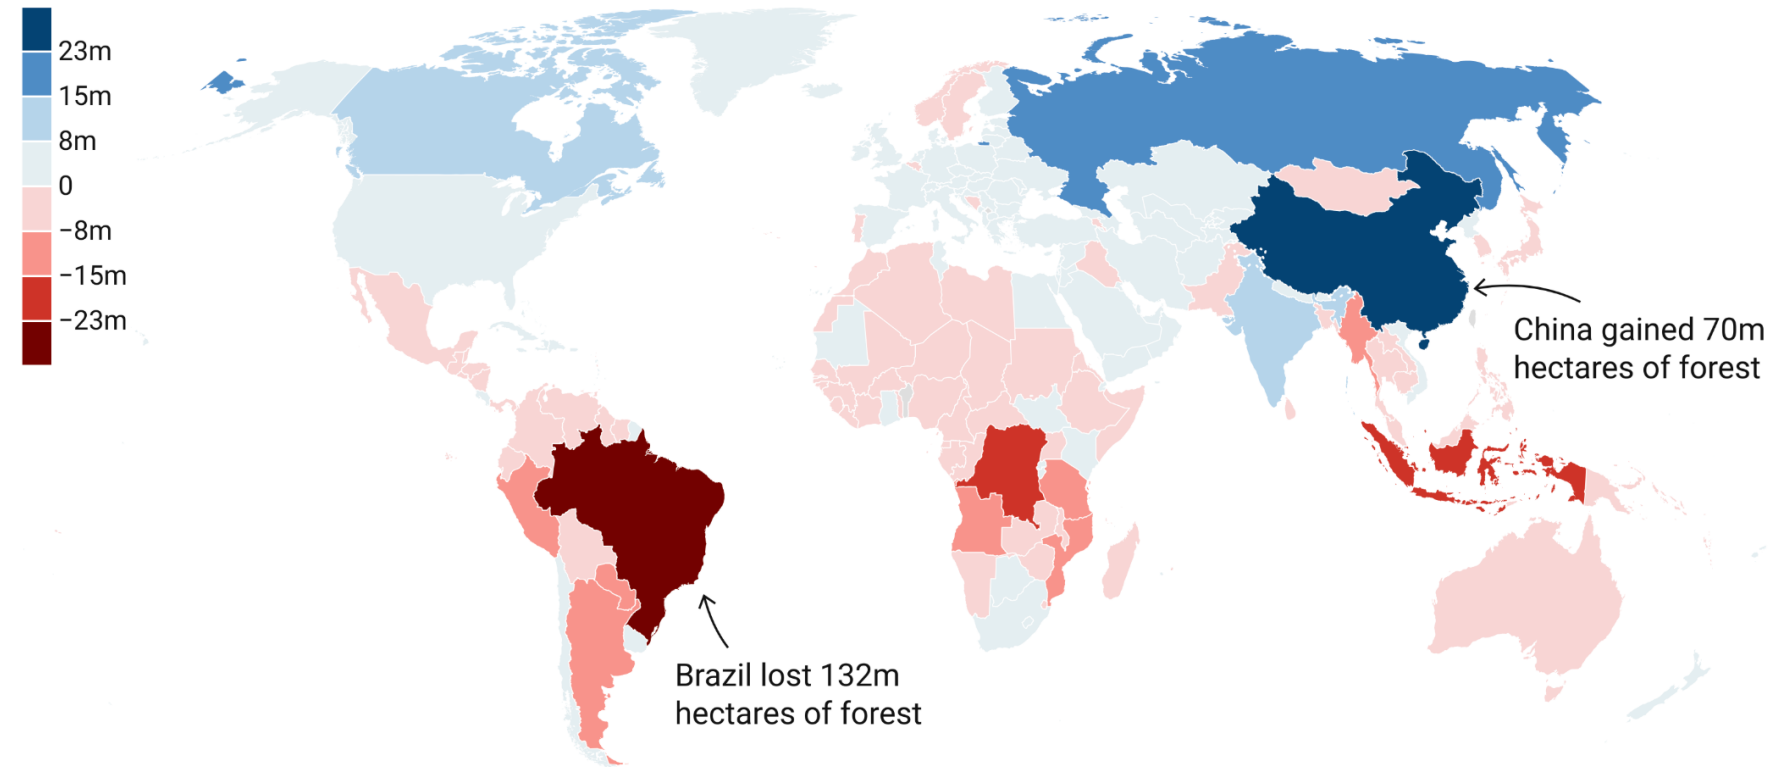 23m
15m
8m
0
−8m
−15m
−23m
China gained 70m
hectares of forest
Brazil lost 132m
hectares of forest